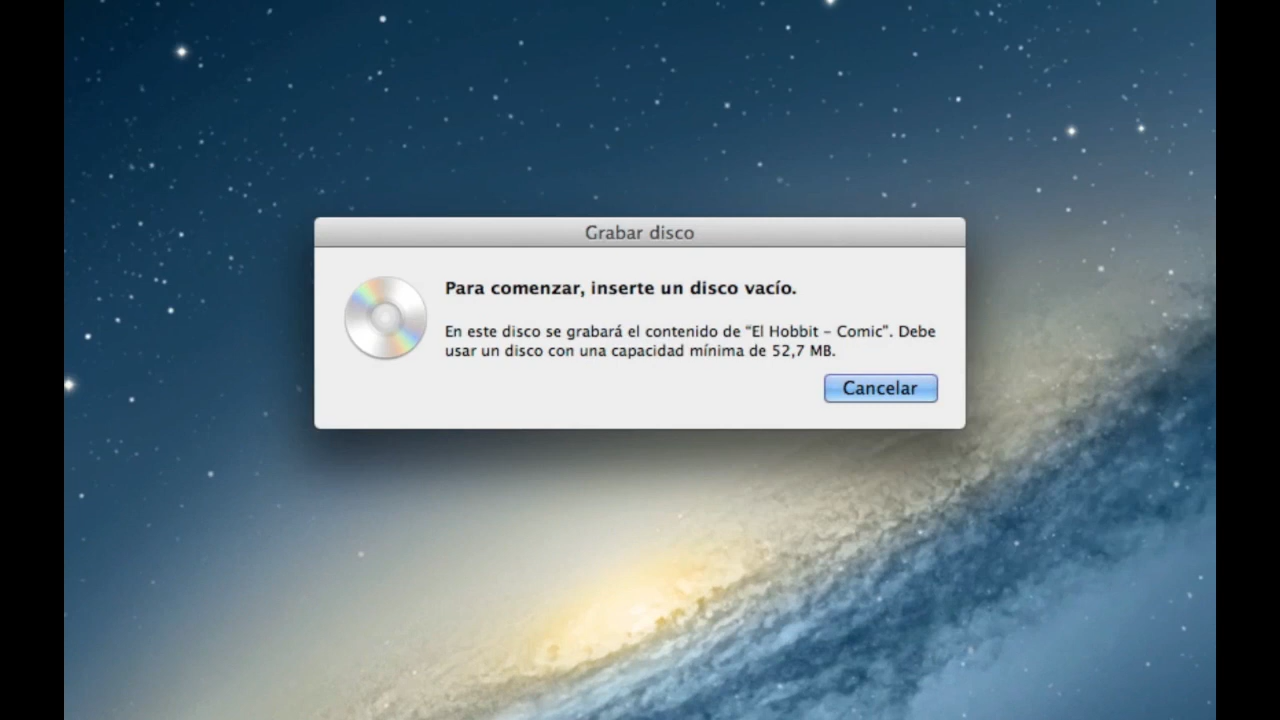 Grabar disco
Para comenzar, inserte un disco vacío.
En este disco se grabará el contenido de “El Hobbit – Comic”. Debe
usar un disco con una capacidad mínima de 52,7 MB.
Cancelar